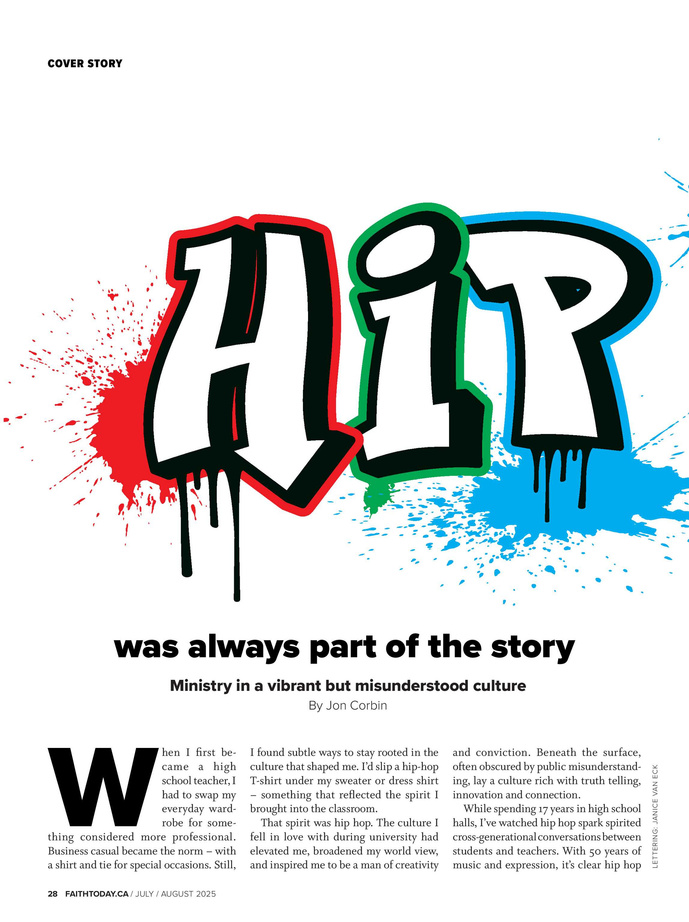 COVER STORY
HiP
was always part of the story
Ministry in a vibrant but misunderstood culture
By Jon Corbin
When I first be-
came a high
school teacher, I
had to swap my
everyday ward-
robe for some-
thing considered more professional.
Business casual became the norm – with
a shirt and tie for special occasions. Still,
I found subtle ways to stay rooted in the
culture that shaped me. I'd slip a hip-hop
T-shirt under my sweater or dress shirt
– something that reflected the spirit I
brought into the classroom.
That spirit was hip hop. The culture I
fell in love with during university had
elevated me, broadened my world view,
and inspired me to be a man of creativity
and conviction. Beneath the surface,
often obscured by public misunderstand-
ing, lay a culture rich with truth telling,
innovation and connection.
While spending 17 years in high school
halls, I've watched hip hop spark spirited
cross-generational conversations between
students and teachers. With 50 years of
music and expression, it's clear hip hop
LETTERING: JANICE VAN ECK
28 FAITHTODAY.CA / JULY / AUGUST 2025